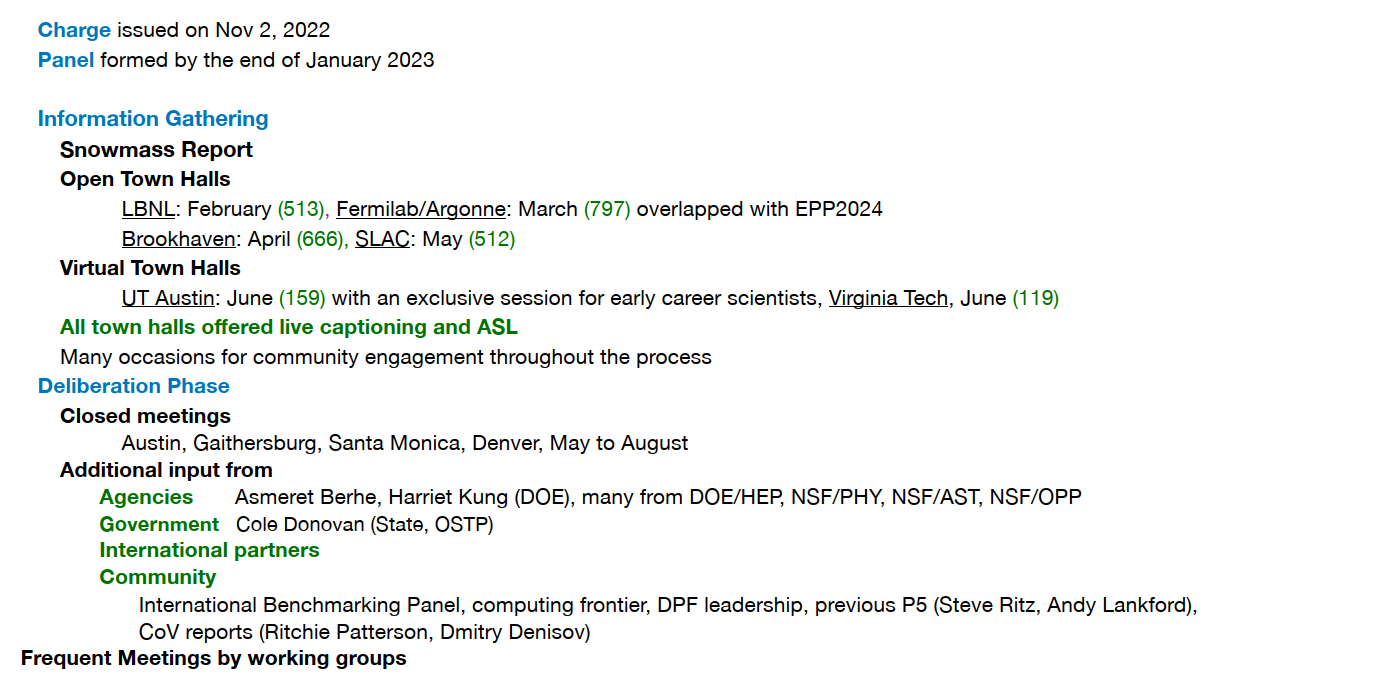 Charge issued on Nov 2, 2022
Panel formed by the end of January 2023
Information Gathering
Snowmass Report
Open Town Halls
LBNL: February (513), Fermilab/Argonne: March (797) overlapped with EPP2024
Brookhaven: April (666), SLAC: May (512)
Virtual Town Halls
UT Austin: June (159) with an exclusive session for early career scientists, Virginia Tech, June (119)
All town halls offered live captioning and ASL
Many occasions for community engagement throughout the process
Deliberation Phase
Closed meetings
Austin, Gaithersburg, Santa Monica, Denver, May to August
Additional input from
Agencies Asmeret Berhe, Harriet Kung (DOE), many from DOE/HEP, NSF/PHY, NSF/AST, NSF/OPP
Government Cole Donovan (State, OSTP)
International partners
Community
International Benchmarking Panel, computing frontier, DPF leadership, previous P5 (Steve Ritz, Andy Lankford),
CoV reports (Ritchie Patterson, Dmitry Denisov)
Frequent Meetings by working groups